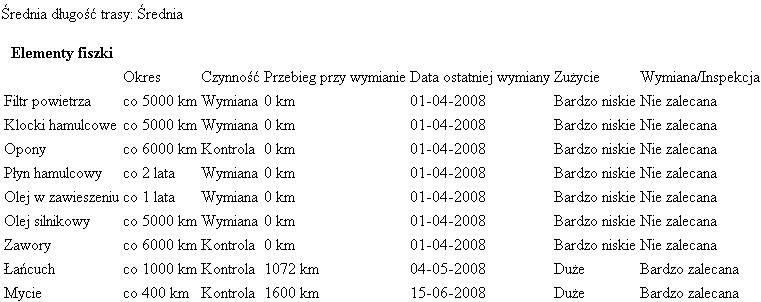 Średnia długość trasy: Średnia
Elementy fiszki
Okres Czynność Przebieg przy wymianie Data ostatniej wymiany Zużycie Wymiana/Inspekcja
Filtr powietrza co 5000 km Wymiana 0 km 01-04-2008 Bardzo niskie Nie zalecana
Klocki hamulcowe co 5000 km Wymiana 0 km 01-04-2008 Bardzo niskie Nie zalecana
Opony co 6000 km Kontrola 0 km 01-04-2008 Bardzo niskie Nie zalecana
Płyn hamulcowy co 2 lata Wymiana 0 km 01-04-2008 Bardzo niskie Nie zalecana
Olej w zawieszeniu co 1 lata Wymiana 0 km 01-04-2008 Bardzo niskie Nie zalecana
Olej silnikowy co 5000 km Wymiana 0 km 01-04-2008 Bardzo niskie Nie zalecana
Zawory co 6000 km Kontrola 0 km 01-04-2008 Bardzo niskie Nie zalecana
Łańcuch co 1000 km Kontrola 1072 km 04-05-2008 Duże Bardzo zalecana
Mycie co 400 km Kontrola 1600 km 15-06-2008 Duże Bardzo zalecana